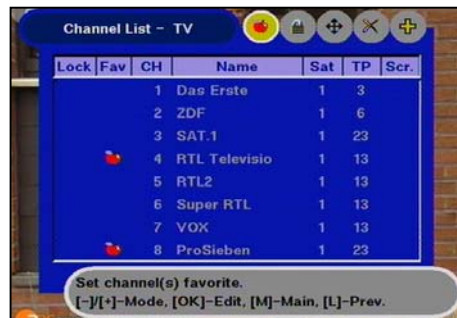 Channel List - TV
Lock Fav CH Name Sat TP Scr.
1 Das Erste 1 3
2 ZDF 1 6
3 SAT.1 1 23
4 RTL Televisio 1 13
5 RTL2 1 13
6 Super RTL 1 13
7 VOX 1 13
8 ProSieben 1 23
Set channel(s) favorite.
[-]/[+]-Mode, [OK]-Edit, [M]-Main, [L]-Prev.